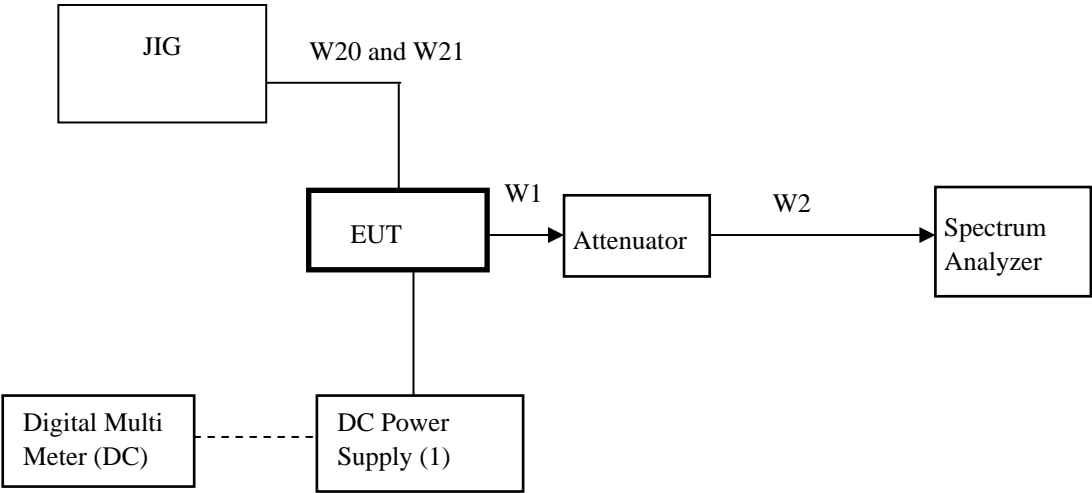 JIG
W20 and W21
W1
W2
EUT
Attenuator
Spectrum
Analyzer
Digital Multi
Meter (DC)
DC Power
Supply (1)